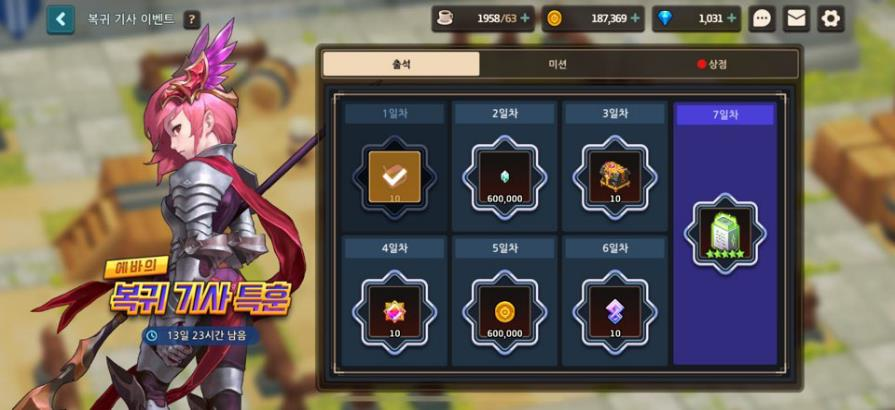 복귀 기사 이벤트 ?
1958/63 +
187,369 +
1,031 +
출석
미션
상점
1일차
10
2일차
600,000
3일차
10
4일차
10
5일차
600,000
6일차
10
7일차
에바의
복귀 기사 특훈
13일 23시간 남음